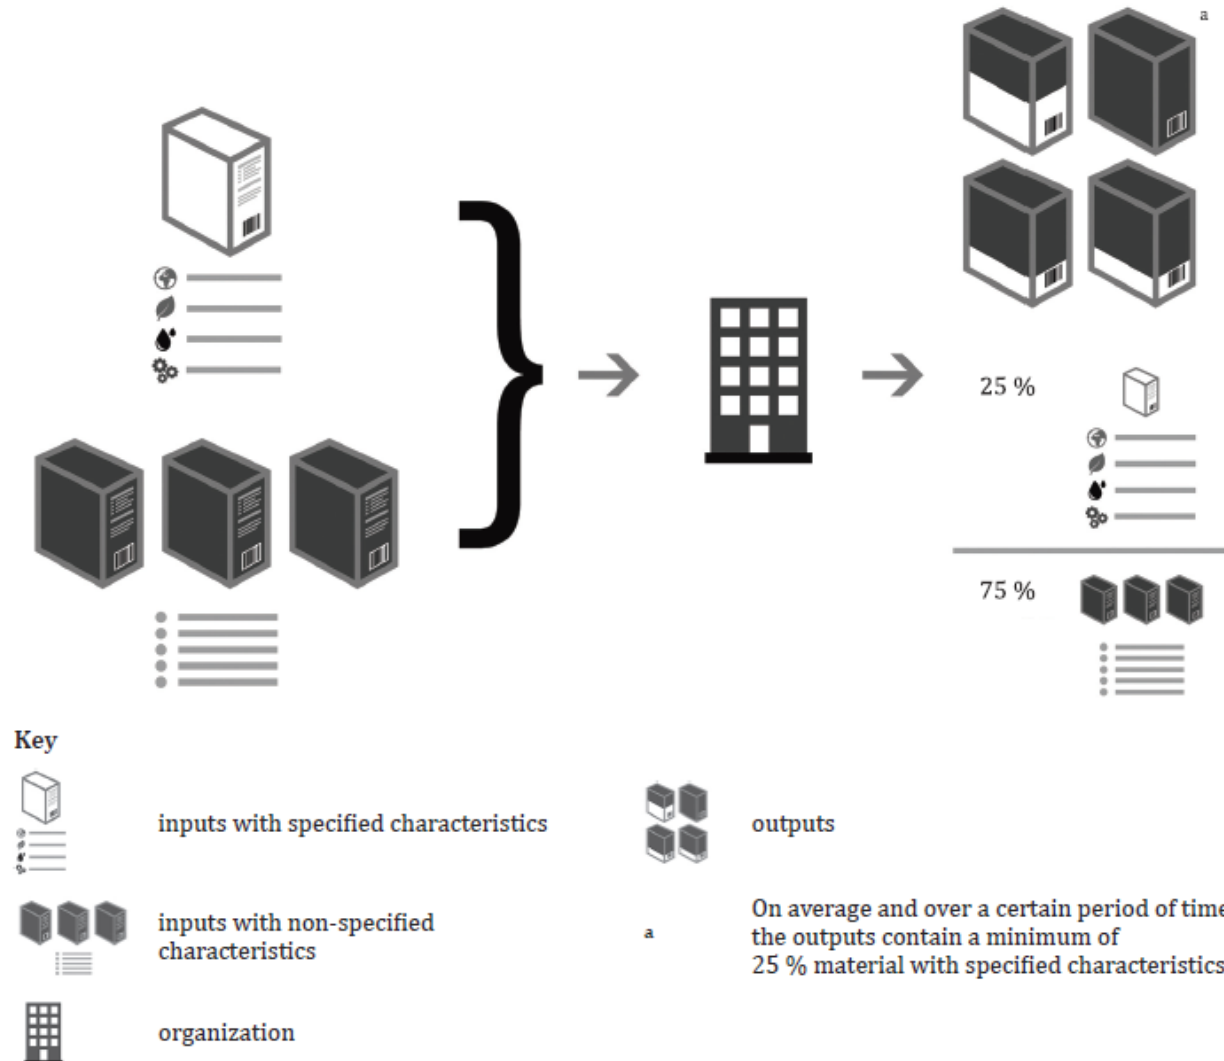 a
25 %
75 %
Key
inputs with specified characteristics
outputs
inputs with non-specified
characteristics
a
On average and over a certain period of time
the outputs contain a minimum of
25 % material with specified characteristics
organization